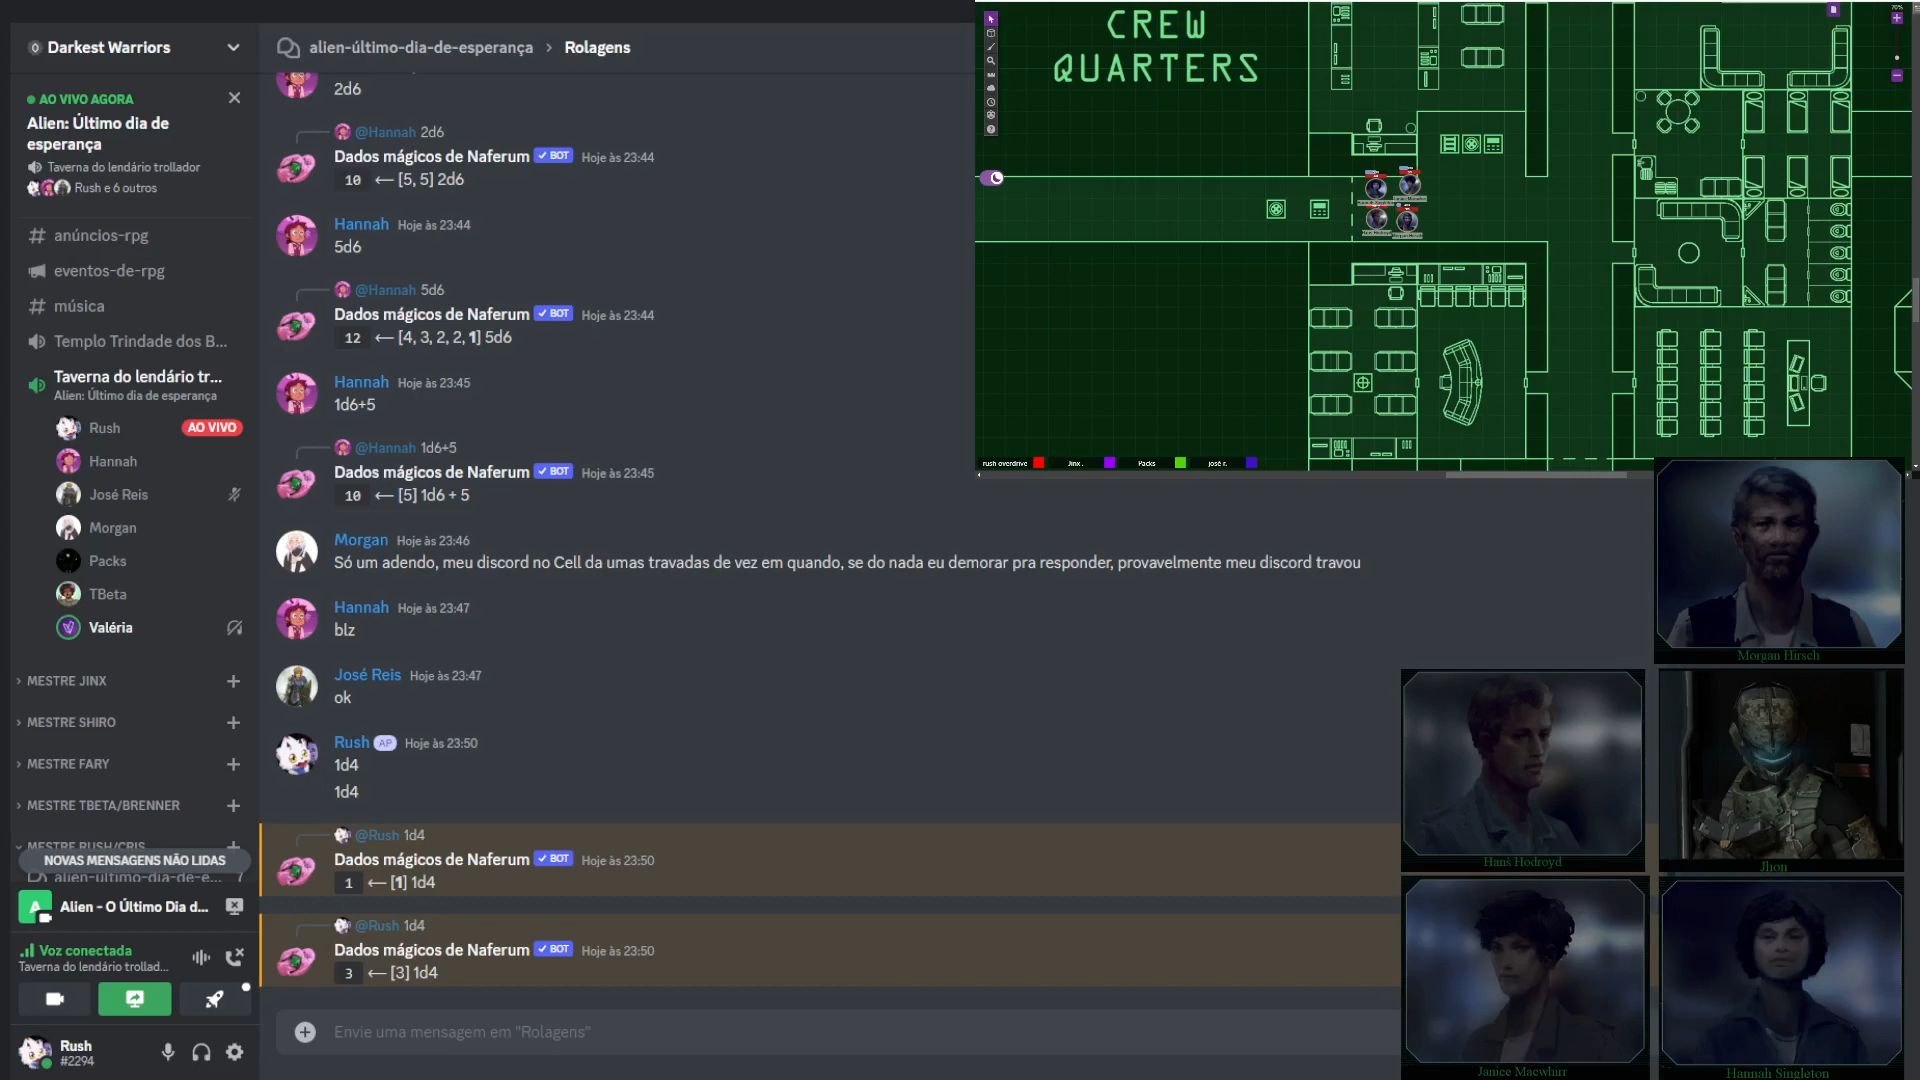 Darkest Warriors
AO VIVO AGORA
Alien: Último dia de
esperança
Taverna do lendário trollador
Rush e 6 outros
anúncios-rpg
eventos-de-rpg
música
Templo Trindade dos B...
Taverna do lendário tr...
Alien: Último dia de esperança
Rush
AO VIVO
Hannah
José Reis
Morgan
Packs
TBeta
Valéria
MESTRE JINX
MESTRE SHIRO
MESTRE FARY
MESTRE TBETA/BRENNER
MESTRE RUSH/CRIS
NOVAS MENSAGENS NÃO LIDAS
alien-último-dia-de-e...
Alien - O Último Dia d...
Voz conectada
Taverna do lendário trollad...
Rush
#2294
alien-último-dia-de-esperança › Rolagens
2d6
@Hannah 2d6
Dados mágicos de Naferum BOT Hoje às 23:44
10 ⟵ [5, 5] 2d6
Hannah Hoje às 23:44
5d6
@Hannah 5d6
Dados mágicos de Naferum BOT Hoje às 23:44
12 ⟵ [4, 3, 2, 2, 1] 5d6
Hannah Hoje às 23:45
1d6+5
@Hannah 1d6+5
Dados mágicos de Naferum BOT Hoje às 23:45
10 ⟵ [5] 1d6 + 5
Morgan Hoje às 23:46
Só um adendo, meu discord no Cell da umas travadas de vez em quando, se do nada eu demorar pra responder, provavelmente meu discord travou
Hannah Hoje às 23:47
blz
José Reis Hoje às 23:47
ok
Rush AP Hoje às 23:50
1d4
1d4
@Rush 1d4
Dados mágicos de Naferum BOT Hoje às 23:50
1 ⟵ [1] 1d4
@Rush 1d4
Dados mágicos de Naferum BOT Hoje às 23:50
3 ⟵ [3] 1d4
Envie uma mensagem em "Rolagens"
CREW
QUARTERS
70%
rush overdrive
Jinx .
Packs
josé r.
Morgan Hirsch
Hans Hodroyd
Jhon
Janice Macwhirr
Hannah Singleton